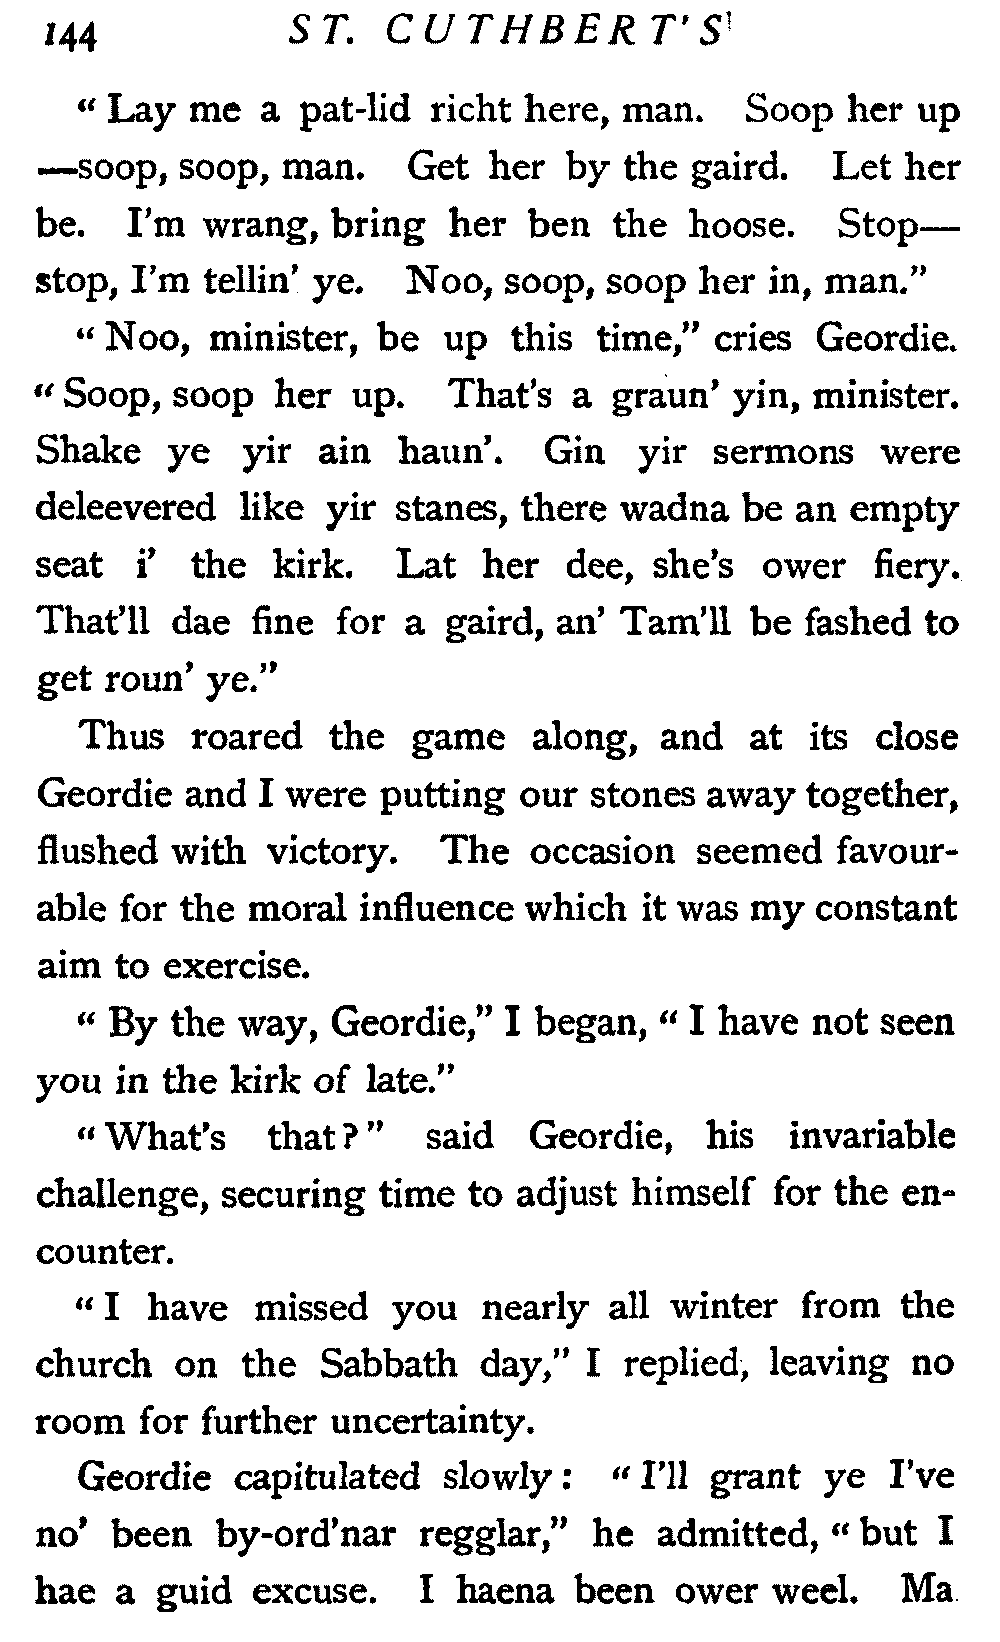 144 ST. CUTHBERT'S
“ Lay me a pat-lid richt here, man. Soop her up
—soop, soop, man. Get her by the gaird. Let her
be. I'm wrang, bring her ben the hoose. Stop—
stop, I'm tellin' ye. Noo, soop, soop her in, man.”
“ Noo, minister, be up this time,” cries Geordie.
“ Soop, soop her up. That's a graun' yin, minister.
Shake ye yir ain haun'. Gin yir sermons were
deleevered like yir stanes, there wadna be an empty
seat i' the kirk. Lat her dee, she's ower fiery.
That'll dae fine for a gaird, an' Tam'll be fashed to
get roun' ye.”
Thus roared the game along, and at its close
Geordie and I were putting our stones away together,
flushed with victory. The occasion seemed favour-
able for the moral influence which it was my constant
aim to exercise.
“ By the way, Geordie,” I began, “ I have not seen
you in the kirk of late.”
“ What's that ? ” said Geordie, his invariable
challenge, securing time to adjust himself for the en-
counter.
“ I have missed you nearly all winter from the
church on the Sabbath day,” I replied, leaving no
room for further uncertainty.
Geordie capitulated slowly : “ I'll grant ye I've
no' been by-ord'nar regglar,” he admitted, “ but I
hae a guid excuse. I haena been ower weel. Ma